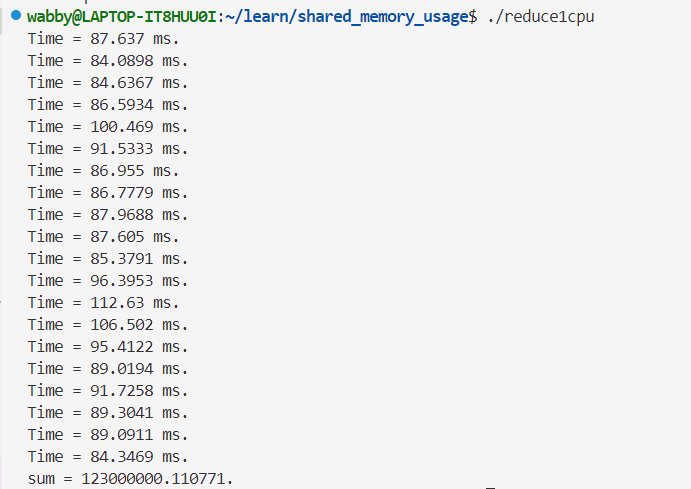 wabby@LAPTOP-IT8HUU0I:~/learn/shared_memory_usage$ ./reduce1cpu
Time = 87.637 ms.
Time = 84.0898 ms.
Time = 84.6367 ms.
Time = 86.5934 ms.
Time = 100.469 ms.
Time = 91.5333 ms.
Time = 86.955 ms.
Time = 86.7779 ms.
Time = 87.9688 ms.
Time = 87.605 ms.
Time = 85.3791 ms.
Time = 96.3953 ms.
Time = 112.63 ms.
Time = 106.502 ms.
Time = 95.4122 ms.
Time = 89.0194 ms.
Time = 91.7258 ms.
Time = 89.3041 ms.
Time = 89.0911 ms.
Time = 84.3469 ms.
sum = 123000000.110771.